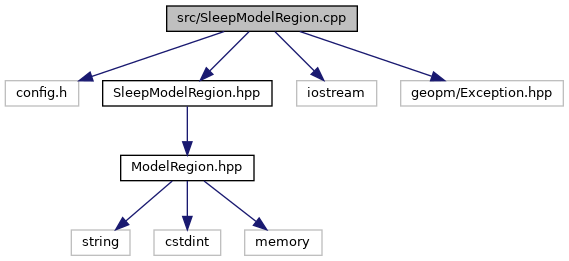 src/SleepModelRegion.cpp
config.h
SleepModelRegion.hpp
iostream
geopm/Exception.hpp
ModelRegion.hpp
string
cstdint
memory